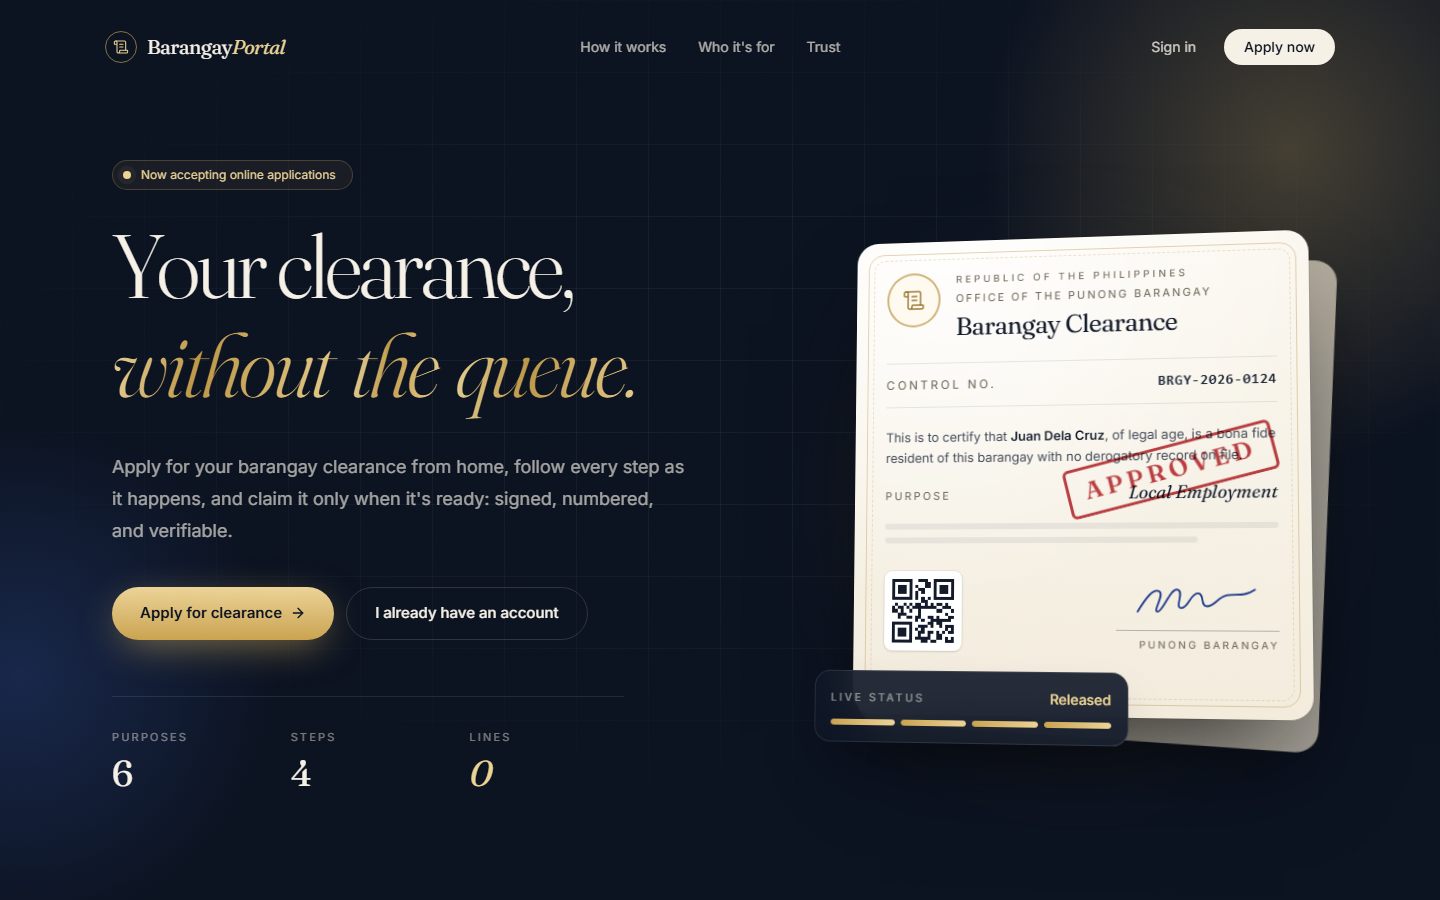 BarangayPortal
How it works
Who it's for
Trust
Sign in
Apply now
Now accepting online applications
Your clearance,
without the queue.
Apply for your barangay clearance from home, follow every step as
it happens, and claim it only when it's ready: signed, numbered,
and verifiable.
Apply for clearance →
I already have an account
PURPOSES
6
STEPS
4
LINES
0
REPUBLIC OF THE PHILIPPINES
OFFICE OF THE PUNONG BARANGAY
Barangay Clearance
CONTROL NO.
BRGY-2026-0124
This is to certify that Juan Dela Cruz, of legal age, is a bona fide
resident of this barangay with no derogatory record on file.
APPROVED
PURPOSE
Local Employment
PUNONG BARANGAY
LIVE STATUS
Released